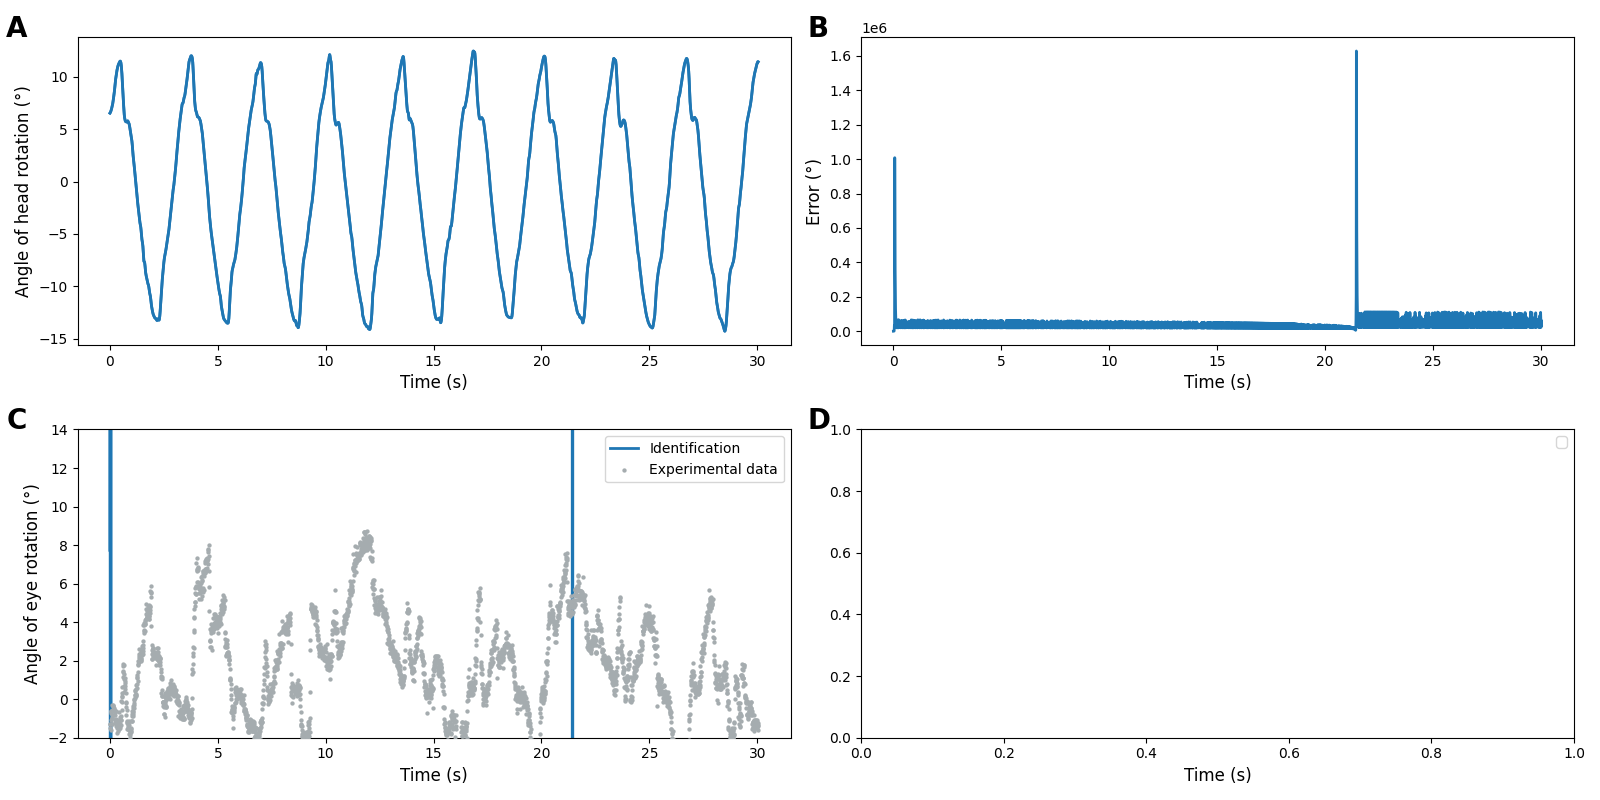 A
Angle of head rotation (°)
10
5
0
−5
−10
−15
0 5 10 15 20 25 30
Time (s)
B
1e6
Error (°)
1.6
1.4
1.2
1.0
0.8
0.6
0.4
0.2
0.0
0 5 10 15 20 25 30
Time (s)
C
Angle of eye rotation (°)
14
12
10
8
6
4
2
0
−2
Identification
Experimental data
0 5 10 15 20 25 30
Time (s)
D
1.0
0.8
0.6
0.4
0.2
0.0
0.0 0.2 0.4 0.6 0.8 1.0
Time (s)